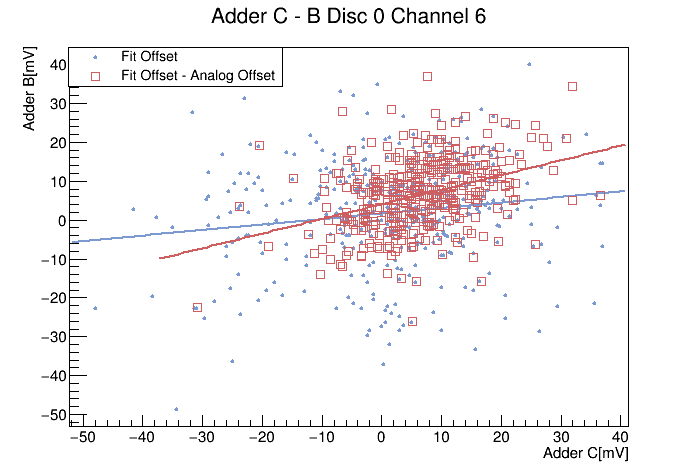 Adder C - B Disc 0 Channel 6
Adder B[mV]
Fit Offset
Fit Offset - Analog Offset
40
30
20
10
0
−10
−20
−30
−40
−50
−50 −40 −30 −20 −10 0 10 20 30 40
Adder C[mV]